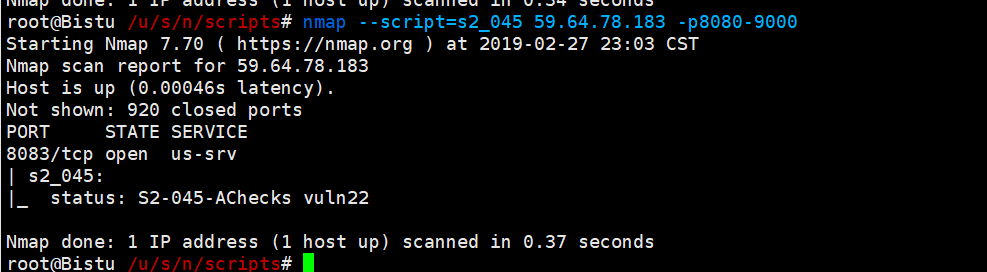 Nmap done: 1 IP address (1 host up) scanned in 0.34 seconds
root@Bistu /u/s/n/scripts# nmap --script=s2_045 59.64.78.183 -p8080-9000
Starting Nmap 7.70 ( https://nmap.org ) at 2019-02-27 23:03 CST
Nmap scan report for 59.64.78.183
Host is up (0.00046s latency).
Not shown: 920 closed ports
PORT     STATE SERVICE
8083/tcp open  us-srv
| s2_045:
|_  status: S2-045-AChecks vuln22
Nmap done: 1 IP address (1 host up) scanned in 0.37 seconds
root@Bistu /u/s/n/scripts#